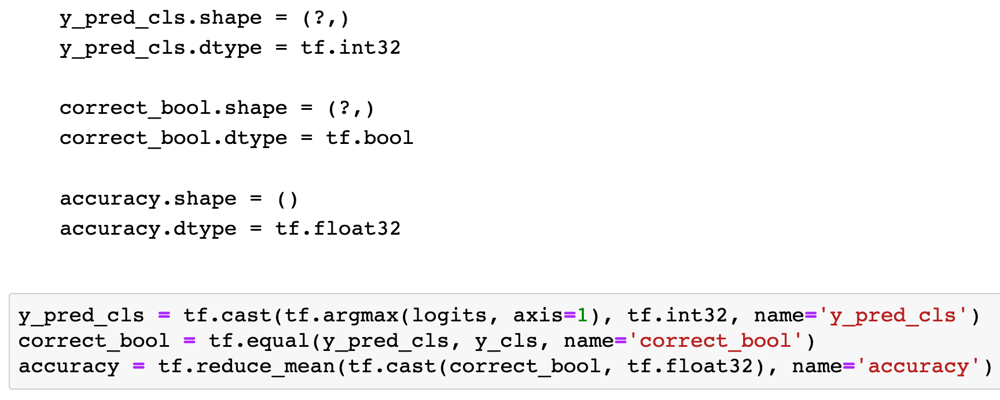 y_pred_cls.shape = (?,)
y_pred_cls.dtype = tf.int32
correct_bool.shape = (?,)
correct_bool.dtype = tf.bool
accuracy.shape = ()
accuracy.dtype = tf.float32
y_pred_cls = tf.cast(tf.argmax(logits, axis=1), tf.int32, name='y_pred_cls')
correct_bool = tf.equal(y_pred_cls, y_cls, name='correct_bool')
accuracy = tf.reduce_mean(tf.cast(correct_bool, tf.float32), name='accuracy')